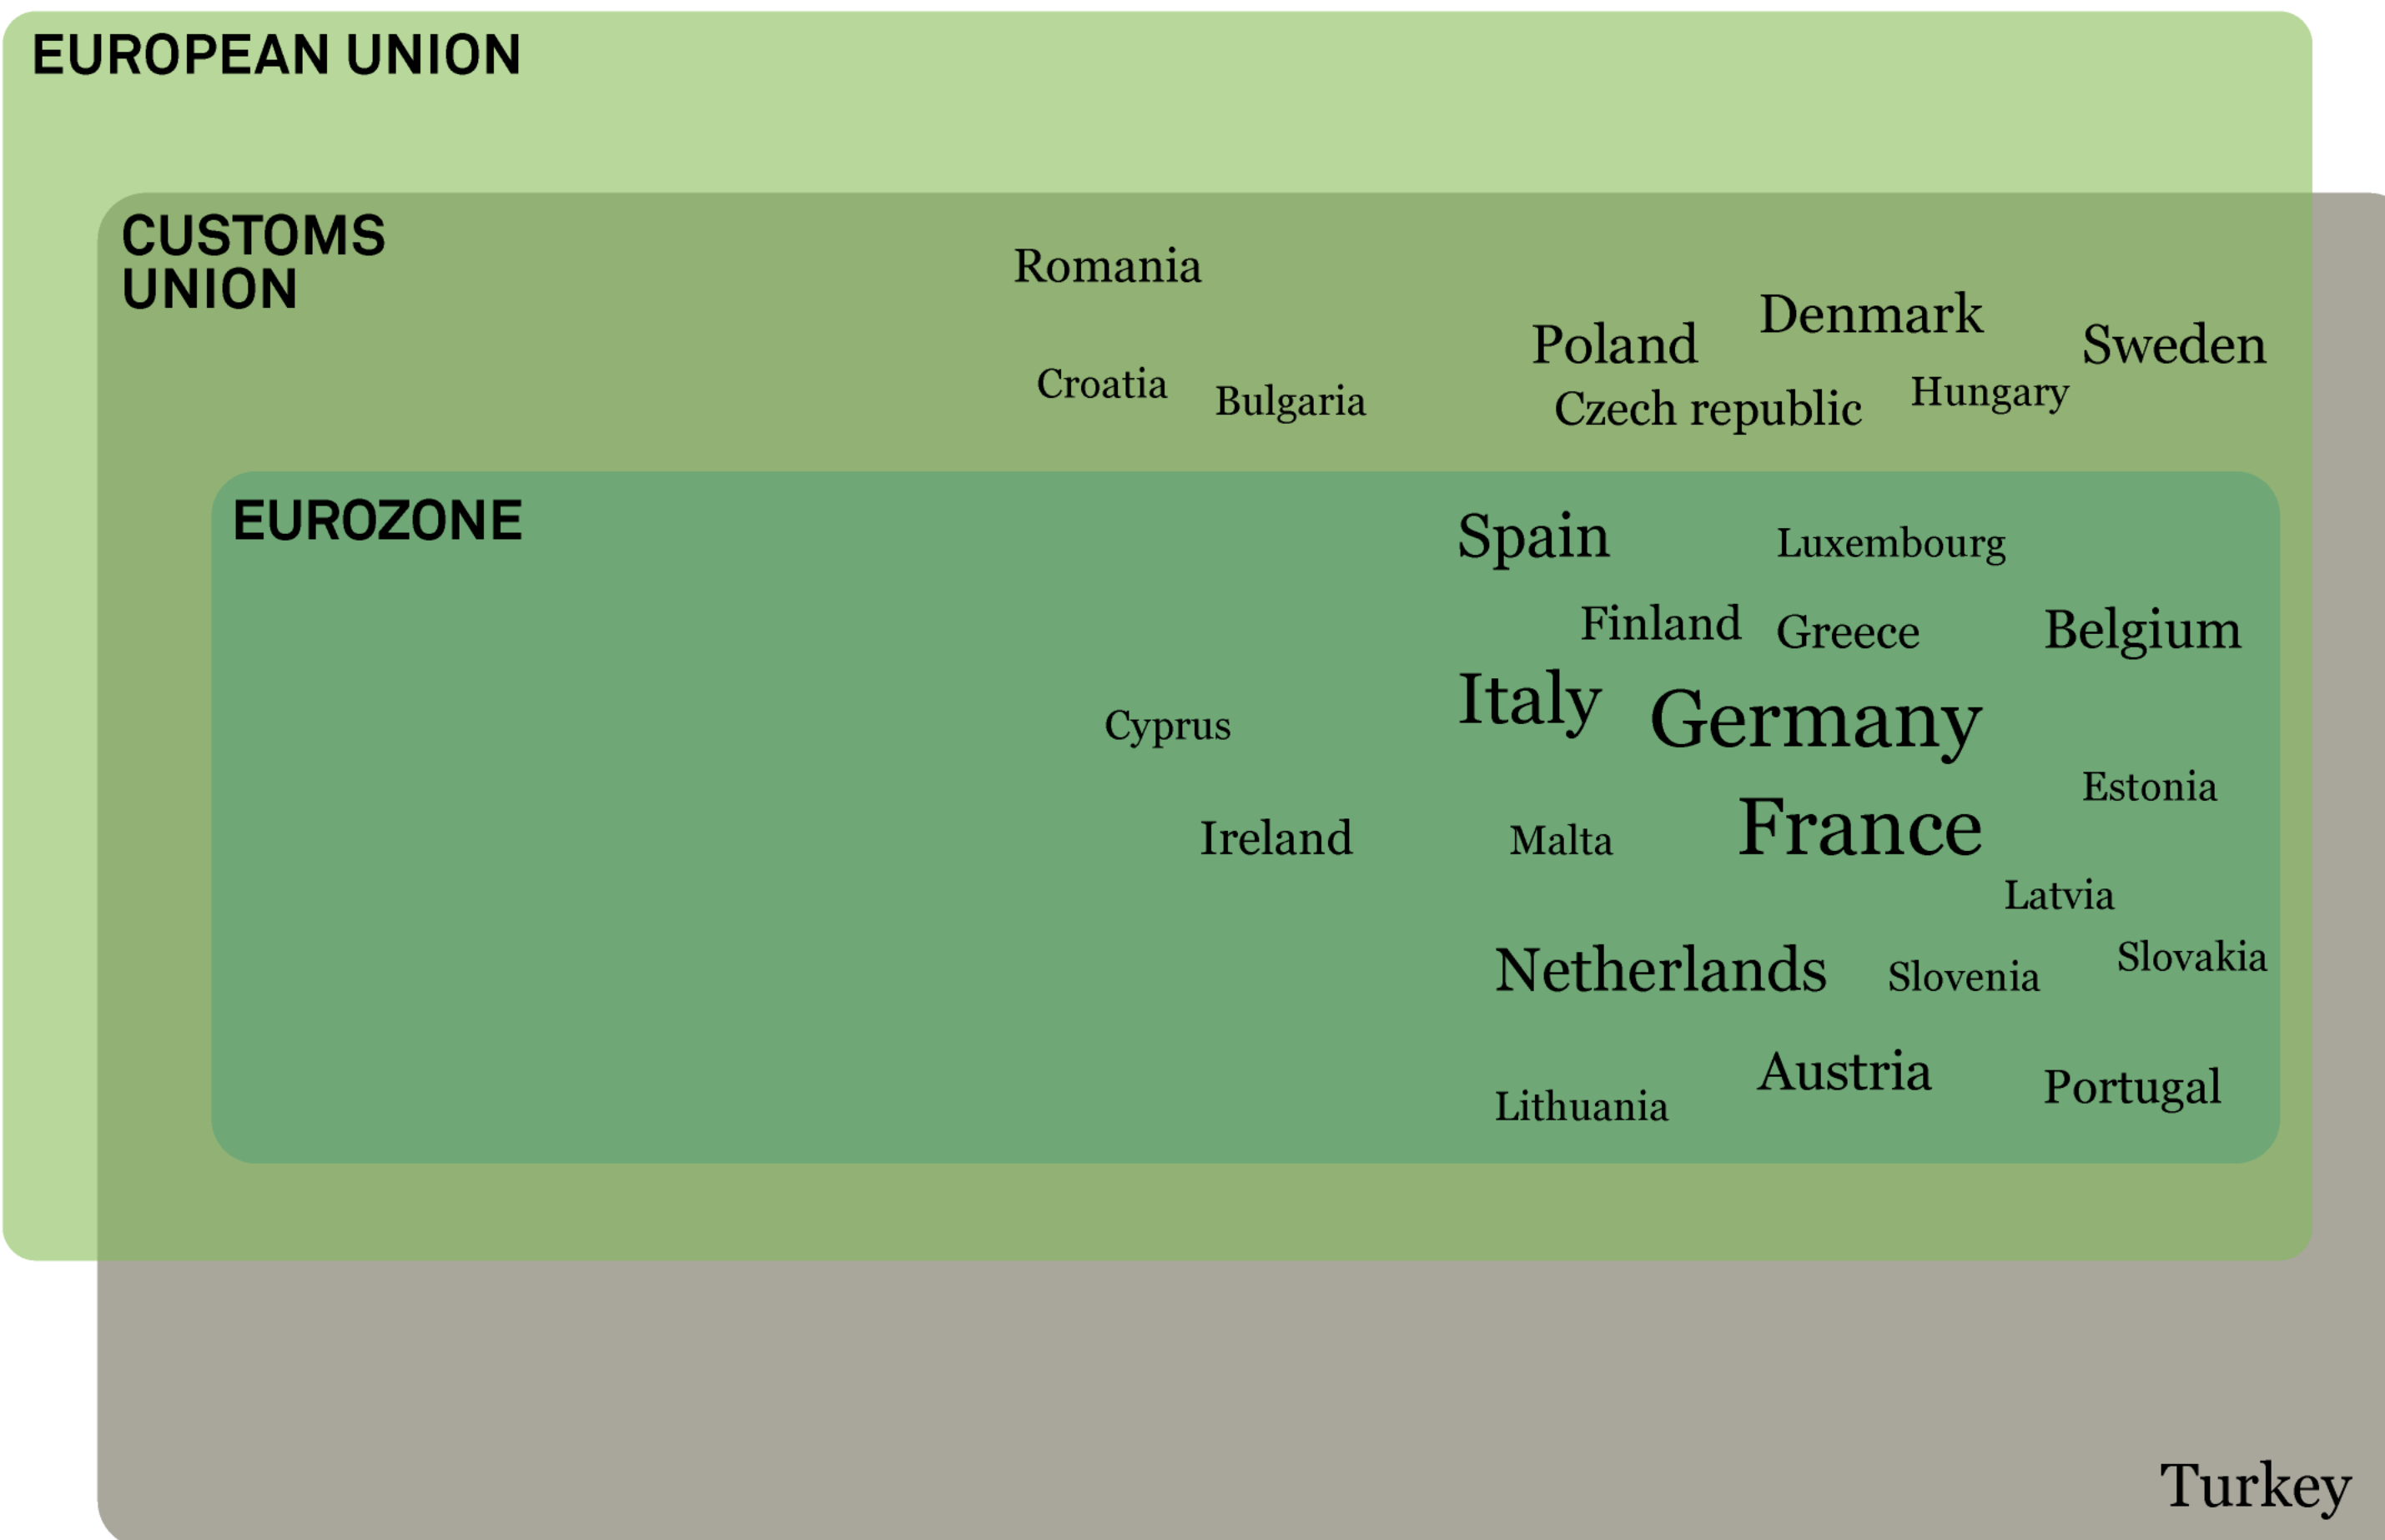 EUROPEAN UNION
CUSTOMS
UNION
Romania
Denmark
Poland
Sweden
Croatia
Bulgaria
Czech republic
Hungary
EUROZONE
Spain
Luxembourg
Finland
Greece
Belgium
Italy
Germany
Cyprus
Estonia
Ireland
Malta
France
Latvia
Netherlands
Slovenia
Slovakia
Austria
Portugal
Lithuania
Turkey